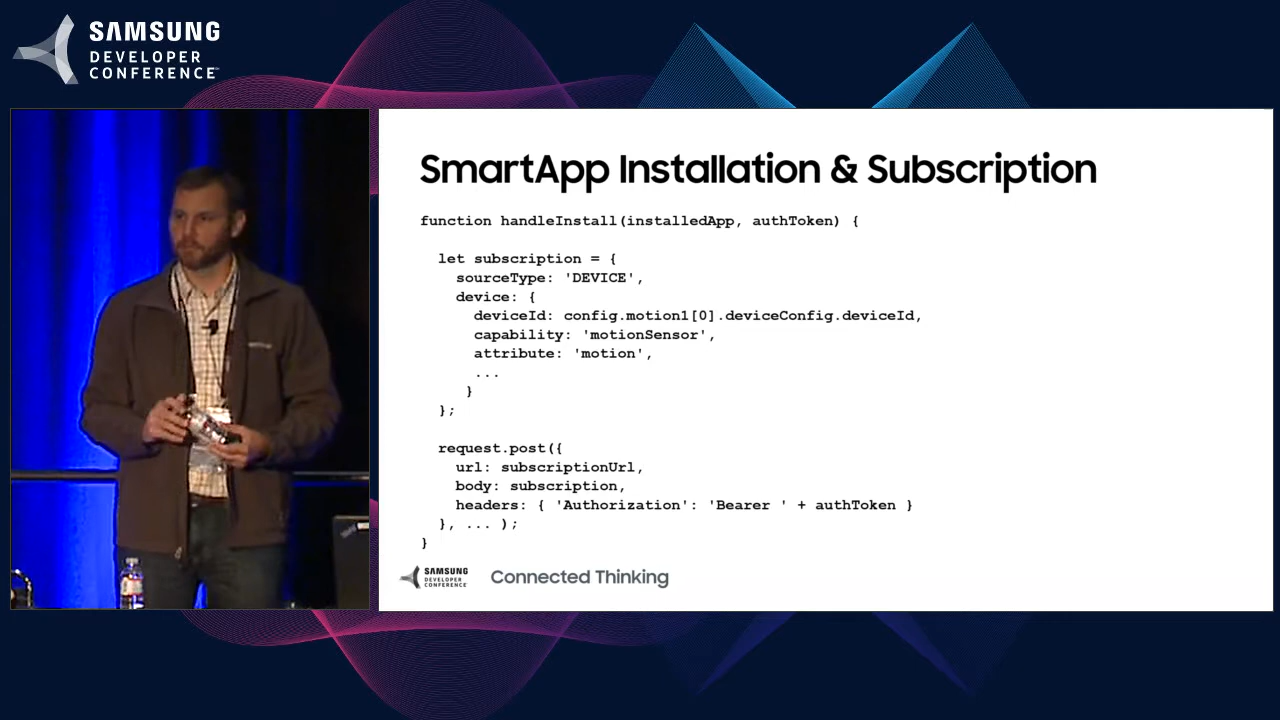 SAMSUNG
DEVELOPER
CONFERENCE
SmartApp Installation & Subscription
function handleInstall(installedApp, authToken) {
let subscription = {
sourceType: 'DEVICE',
device: {
deviceId: config.motion1[0].deviceConfig.deviceId,
capability: 'motionSensor',
attribute: 'motion',
...
}
};
request.post({
url: subscriptionUrl,
body: subscription,
headers: { 'Authorization': 'Bearer ' + authToken }
}, ... );
}
SAMSUNG
DEVELOPER
CONFERENCE
Connected Thinking